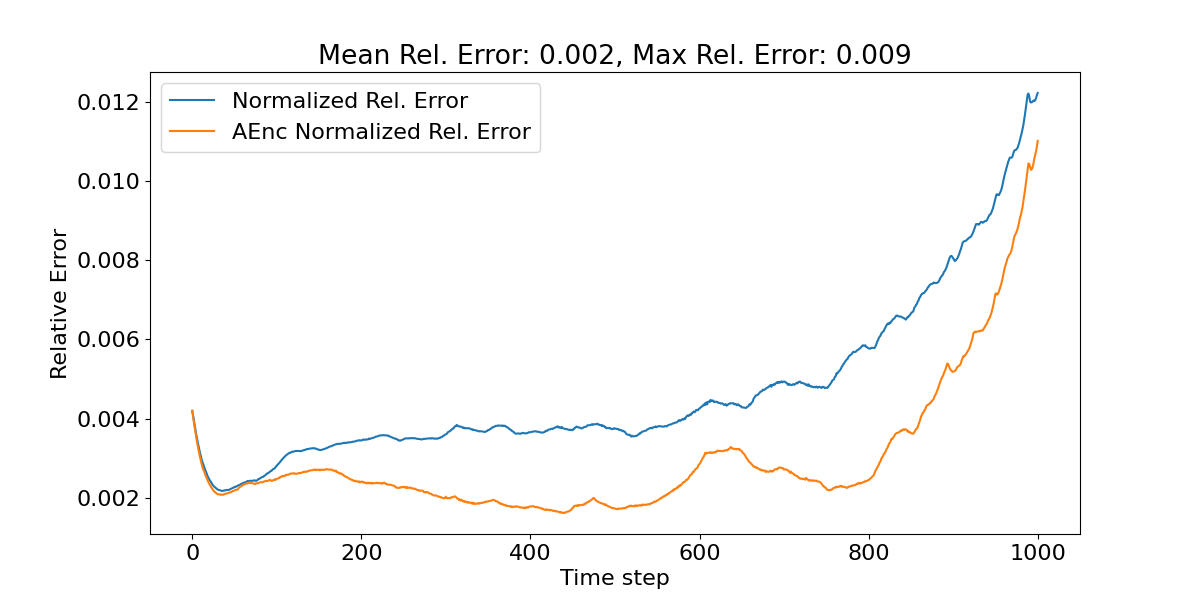 Mean Rel. Error: 0.002, Max Rel. Error: 0.009
Normalized Rel. Error
AEnc Normalized Rel. Error
0.012
0.010
0.008
0.006
0.004
0.002
Relative Error
0 200 400 600 800 1000
Time step